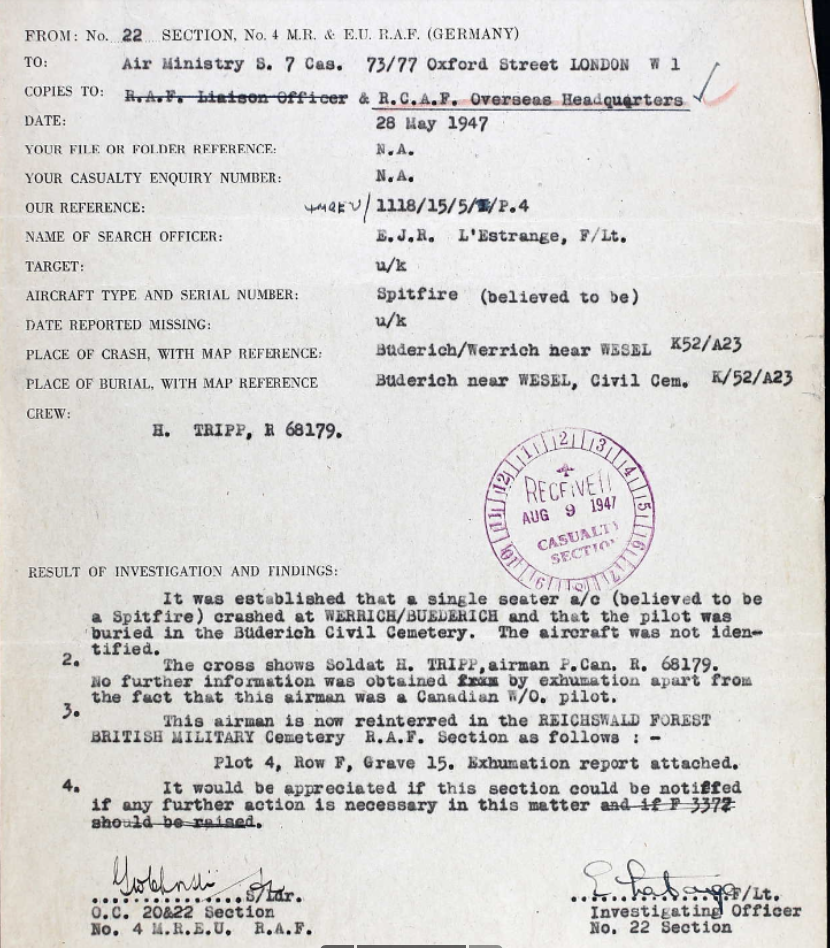 FROM: No. 22 SECTION, No. 4 M.R. & E.U. R.A.F. (GERMANY)
TO: Air Ministry S. 7 Cas. 73/77 Oxford Street LONDON W 1
COPIES TO: R.A.F. Liaison Officer & R.C.A.F. Overseas Headquarters
DATE: 28 May 1947
YOUR FILE OR FOLDER REFERENCE: N.A.
YOUR CASUALTY ENQUIRY NUMBER: N.A.
OUR REFERENCE: 4MREU/1118/15/5/ /P.4
NAME OF SEARCH OFFICER: E.J.R. L'Estrange, F/Lt.
TARGET: u/k
AIRCRAFT TYPE AND SERIAL NUMBER: Spitfire (believed to be)
DATE REPORTED MISSING: u/k
PLACE OF CRASH, WITH MAP REFERENCE: Büderich/Werrich near WESEL K52/A23
PLACE OF BURIAL, WITH MAP REFERENCE Büderich near WESEL, Civil Cem. K/52/A23
CREW:
H. TRIPP, R 68179.
RECEIVED
AUG 9 1947
CASUALTY
SECTION
RESULT OF INVESTIGATION AND FINDINGS:
It was established that a single seater a/c (believed to be
a Spitfire) crashed at WERRICH/BUEDERICH and that the pilot was
buried in the Büderich Civil Cemetery. The aircraft was not iden-
tified.
2. The cross shows Soldat H. TRIPP,airman P.Can. R. 68179.
No further information was obtained from by exhumation apart from
the fact that this airman was a Canadian W/O. pilot.
3. This airman is now reinterred in the REICHSWALD FOREST
BRITISH MILITARY Cemetery R.A.F. Section as follows : -
Plot 4, Row F, Grave 15. Exhumation report attached.
4. It would be appreciated if this section could be notified
if any further action is necessary in this matter and if P 3372
should be raised.
S/Ldr. F/Lt.
O.C. 20&22 Section Investigating Officer
No. 4 M.R.E.U. R.A.F. No. 22 Section